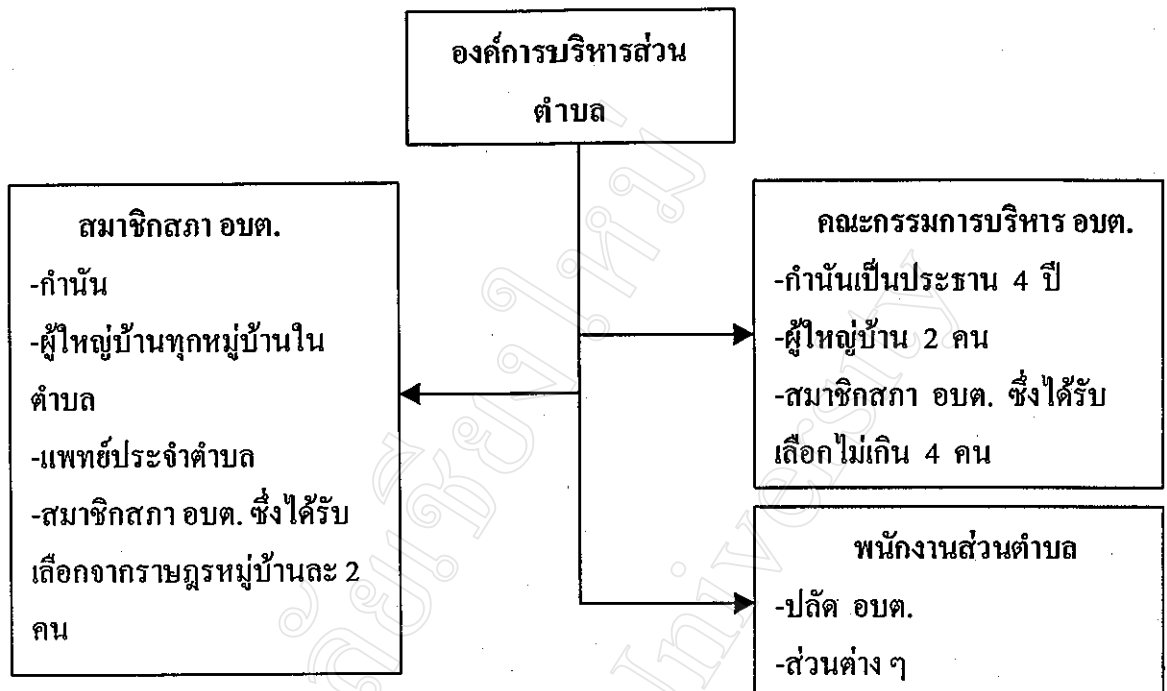 องค์การบริหารส่วน
ตำบล
สมาชิกสภา อบต.
-กำนัน
-ผู้ใหญ่บ้านทุกหมู่บ้านใน
ตำบล
-แพทย์ประจำตำบล
-สมาชิกสภา อบต. ซึ่งได้รับ
เลือกจากราษฎรหมู่บ้านละ 2
คน
คณะกรรมการบริหาร อบต.
-กำนันเป็นประธาน 4 ปี
-ผู้ใหญ่บ้าน 2 คน
-สมาชิกสภา อบต. ซึ่งได้รับ
เลือกไม่เกิน 4 คน
พนักงานส่วนตำบล
-ปลัด อบต.
-ส่วนต่าง ๆ